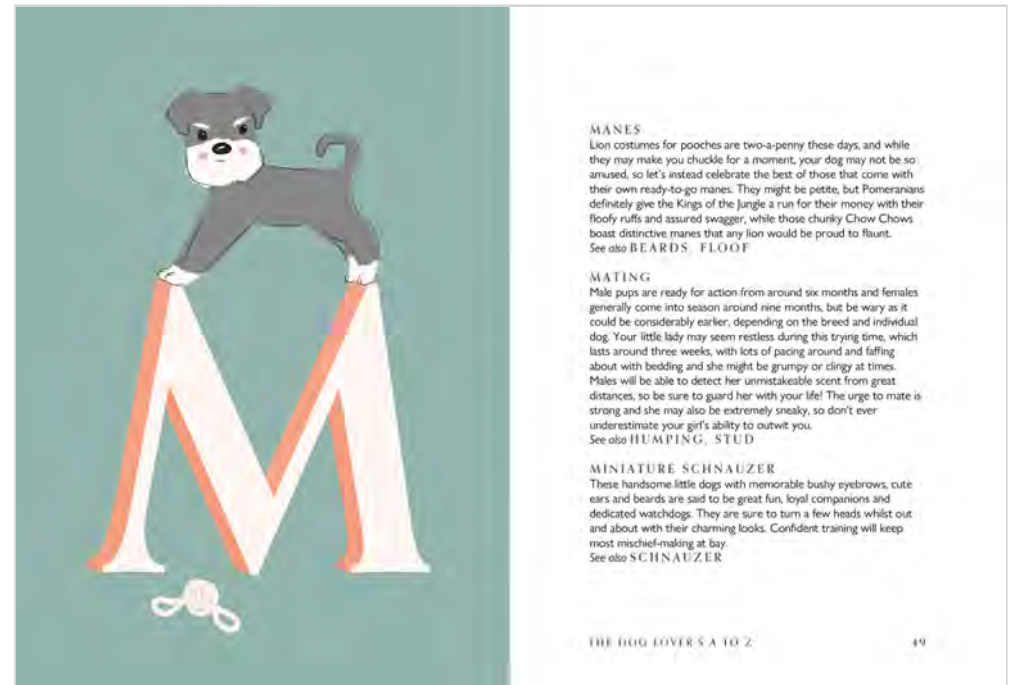 M
MANES
Lion costumes for pooches are two-a-penny these days, and while
they may make you chuckle for a moment, your dog may not be so
amused, so let's instead celebrate the best of those that come with
their own ready-to-go manes. They might be petite, but Pomeranians
definitely give the Kings of the Jungle a run for their money with their
floofy ruffs and assured swagger, while those chunky Chow Chows
boast distinctive manes that any lion would be proud to flaunt.
See also BEARDS, FLOOF
MATING
Male pups are ready for action from around six months and females
generally come into season around nine months, but be wary as it
could be considerably earlier, depending on the breed and individual
dog. Your little lady may seem restless during this trying time, which
lasts around three weeks, with lots of pacing around and faffing
about with bedding and she might be grumpy or clingy at times.
Males will be able to detect her unmistakeable scent from great
distances, so be sure to guard her with your life! The urge to mate is
strong and she may also be extremely sneaky, so don't ever
underestimate your girl's ability to outwit you.
See also HUMPING, STUD
MINIATURE SCHNAUZER
These handsome little dogs with memorable bushy eyebrows, cute
ears and beards are said to be great fun, loyal companions and
dedicated watchdogs. They are sure to turn a few heads whilst out
and about with their charming looks. Confident training will keep
most mischief-making at bay.
See also SCHNAUZER
THE DOG LOVER'S A TO Z 49